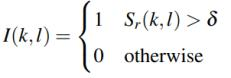 I(k,l) = { 1 S_r(k,l) > δ
0 otherwise